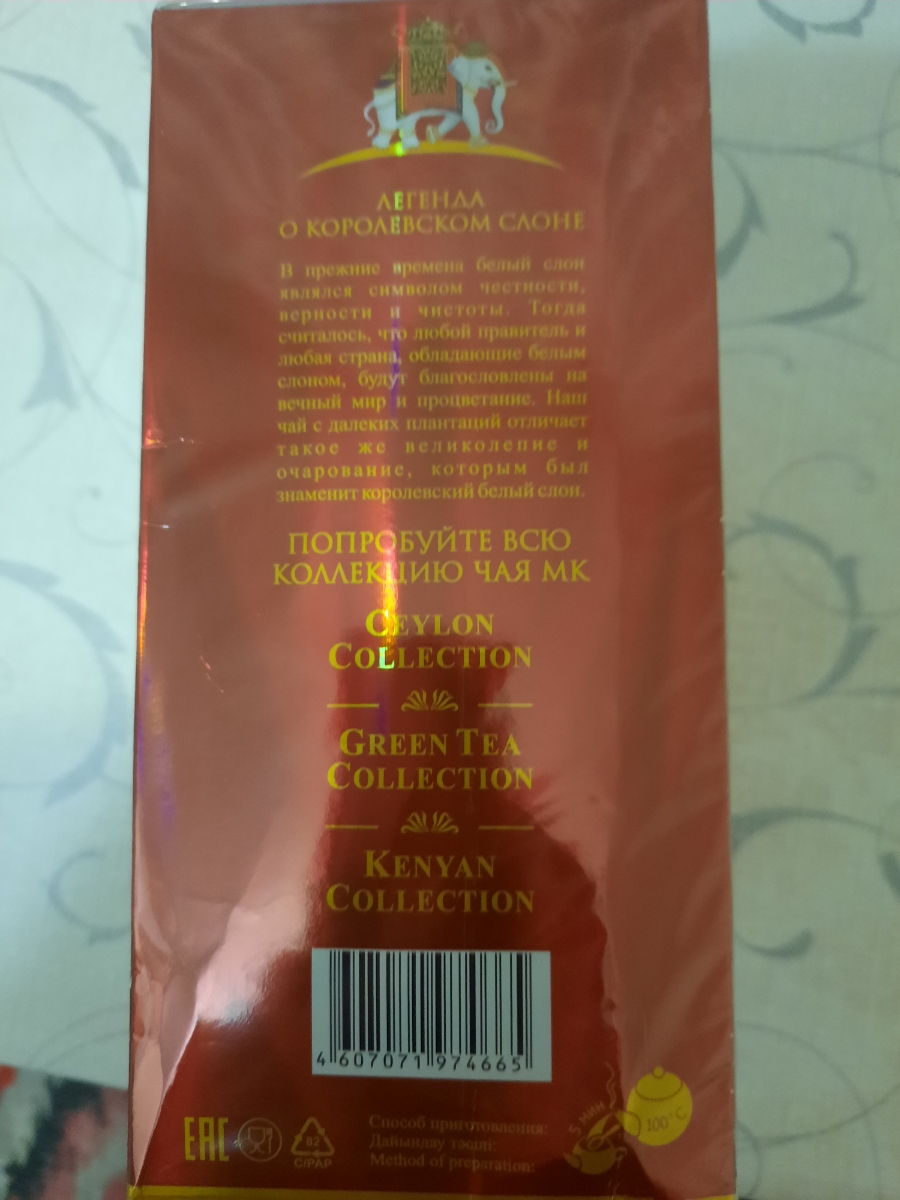 ЛЕГЕНДА
О КОРОЛЕВСКОМ СЛОНЕ
В прежние времена белый слон
являлся символом честности,
верности и чистоты. Тогда
считалось, что любой правитель и
любая страна, обладающие белым
слоном, будут благословлены на
вечный мир и процветание. Наш
чай с далеких плантаций отличает
такое же великолепие и
очарование, которым был
знаменит королевский белый слон.
ПОПРОБУЙТЕ ВСЮ
КОЛЛЕКЦИЮ ЧАЯ МК
CEYLON
COLLECTION
GREEN TEA
COLLECTION
KENYAN
COLLECTION
4 607071 974665
EAC
82
C/PAP
Способ приготовления:
Дайындау тәсілі:
Method of preparation:
5 МИН
100°C